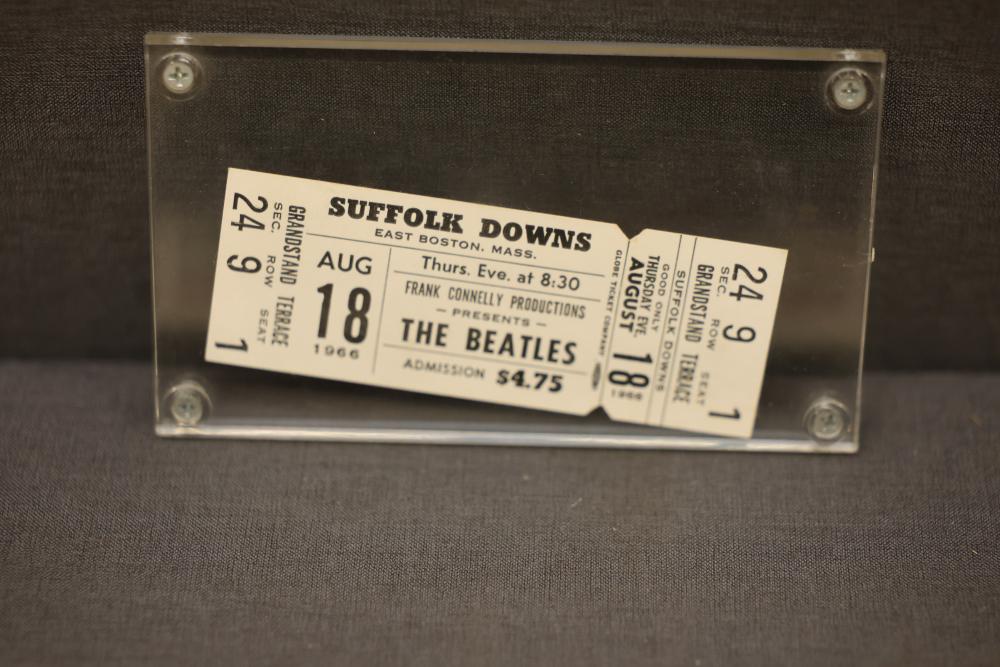 24 9 1
SEC. ROW SEAT
GRANDSTAND TERRACE
SUFFOLK DOWNS
EAST BOSTON. MASS.
AUG
18
1966
Thurs. Eve. at 8:30
FRANK CONNELLY PRODUCTIONS
— PRESENTS —
THE BEATLES
ADMISSION $4.75
GLOBE TICKET COMPANY
AUGUST 18
1966
THURSDAY EVE.
GOOD ONLY
SUFFOLK DOWNS
GRANDSTAND TERRACE
SEC. ROW SEAT
24 9 1